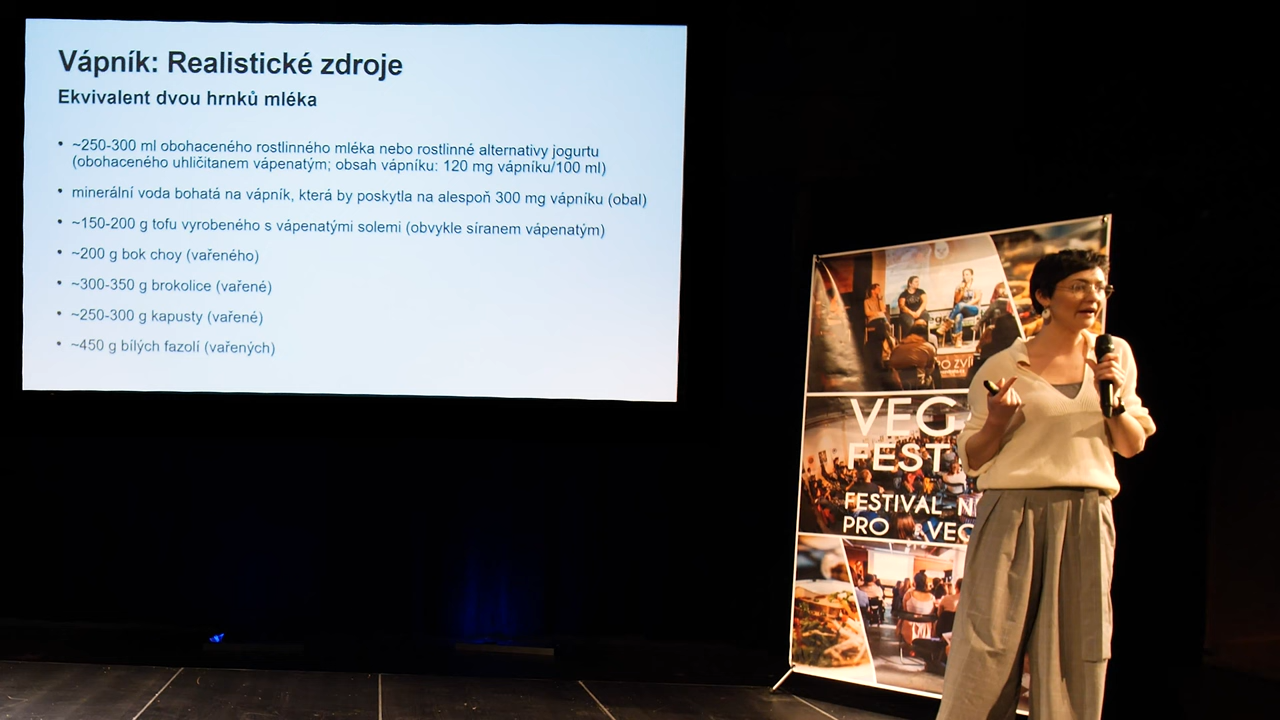 Vápník: Realistické zdroje
Ekvivalent dvou hrnků mléka
• ~250-300 ml obohaceného rostlinného mléka nebo rostlinné alternativy jogurtu
(obohaceného uhličitanem vápenatým; obsah vápníku: 120 mg vápníku/100 ml)
• minerální voda bohatá na vápník, která by poskytla na alespoň 300 mg vápníku (obal)
• ~150-200 g tofu vyrobeného s vápenatými solemi (obvykle síranem vápenatým)
• ~200 g bok choy (vařeného)
• ~300-350 g brokolice (vařené)
• ~250-300 g kapusty (vařené)
• ~450 g bílých fazolí (vařených)
VEG
FEST
FESTIVAL N
PRO VEG